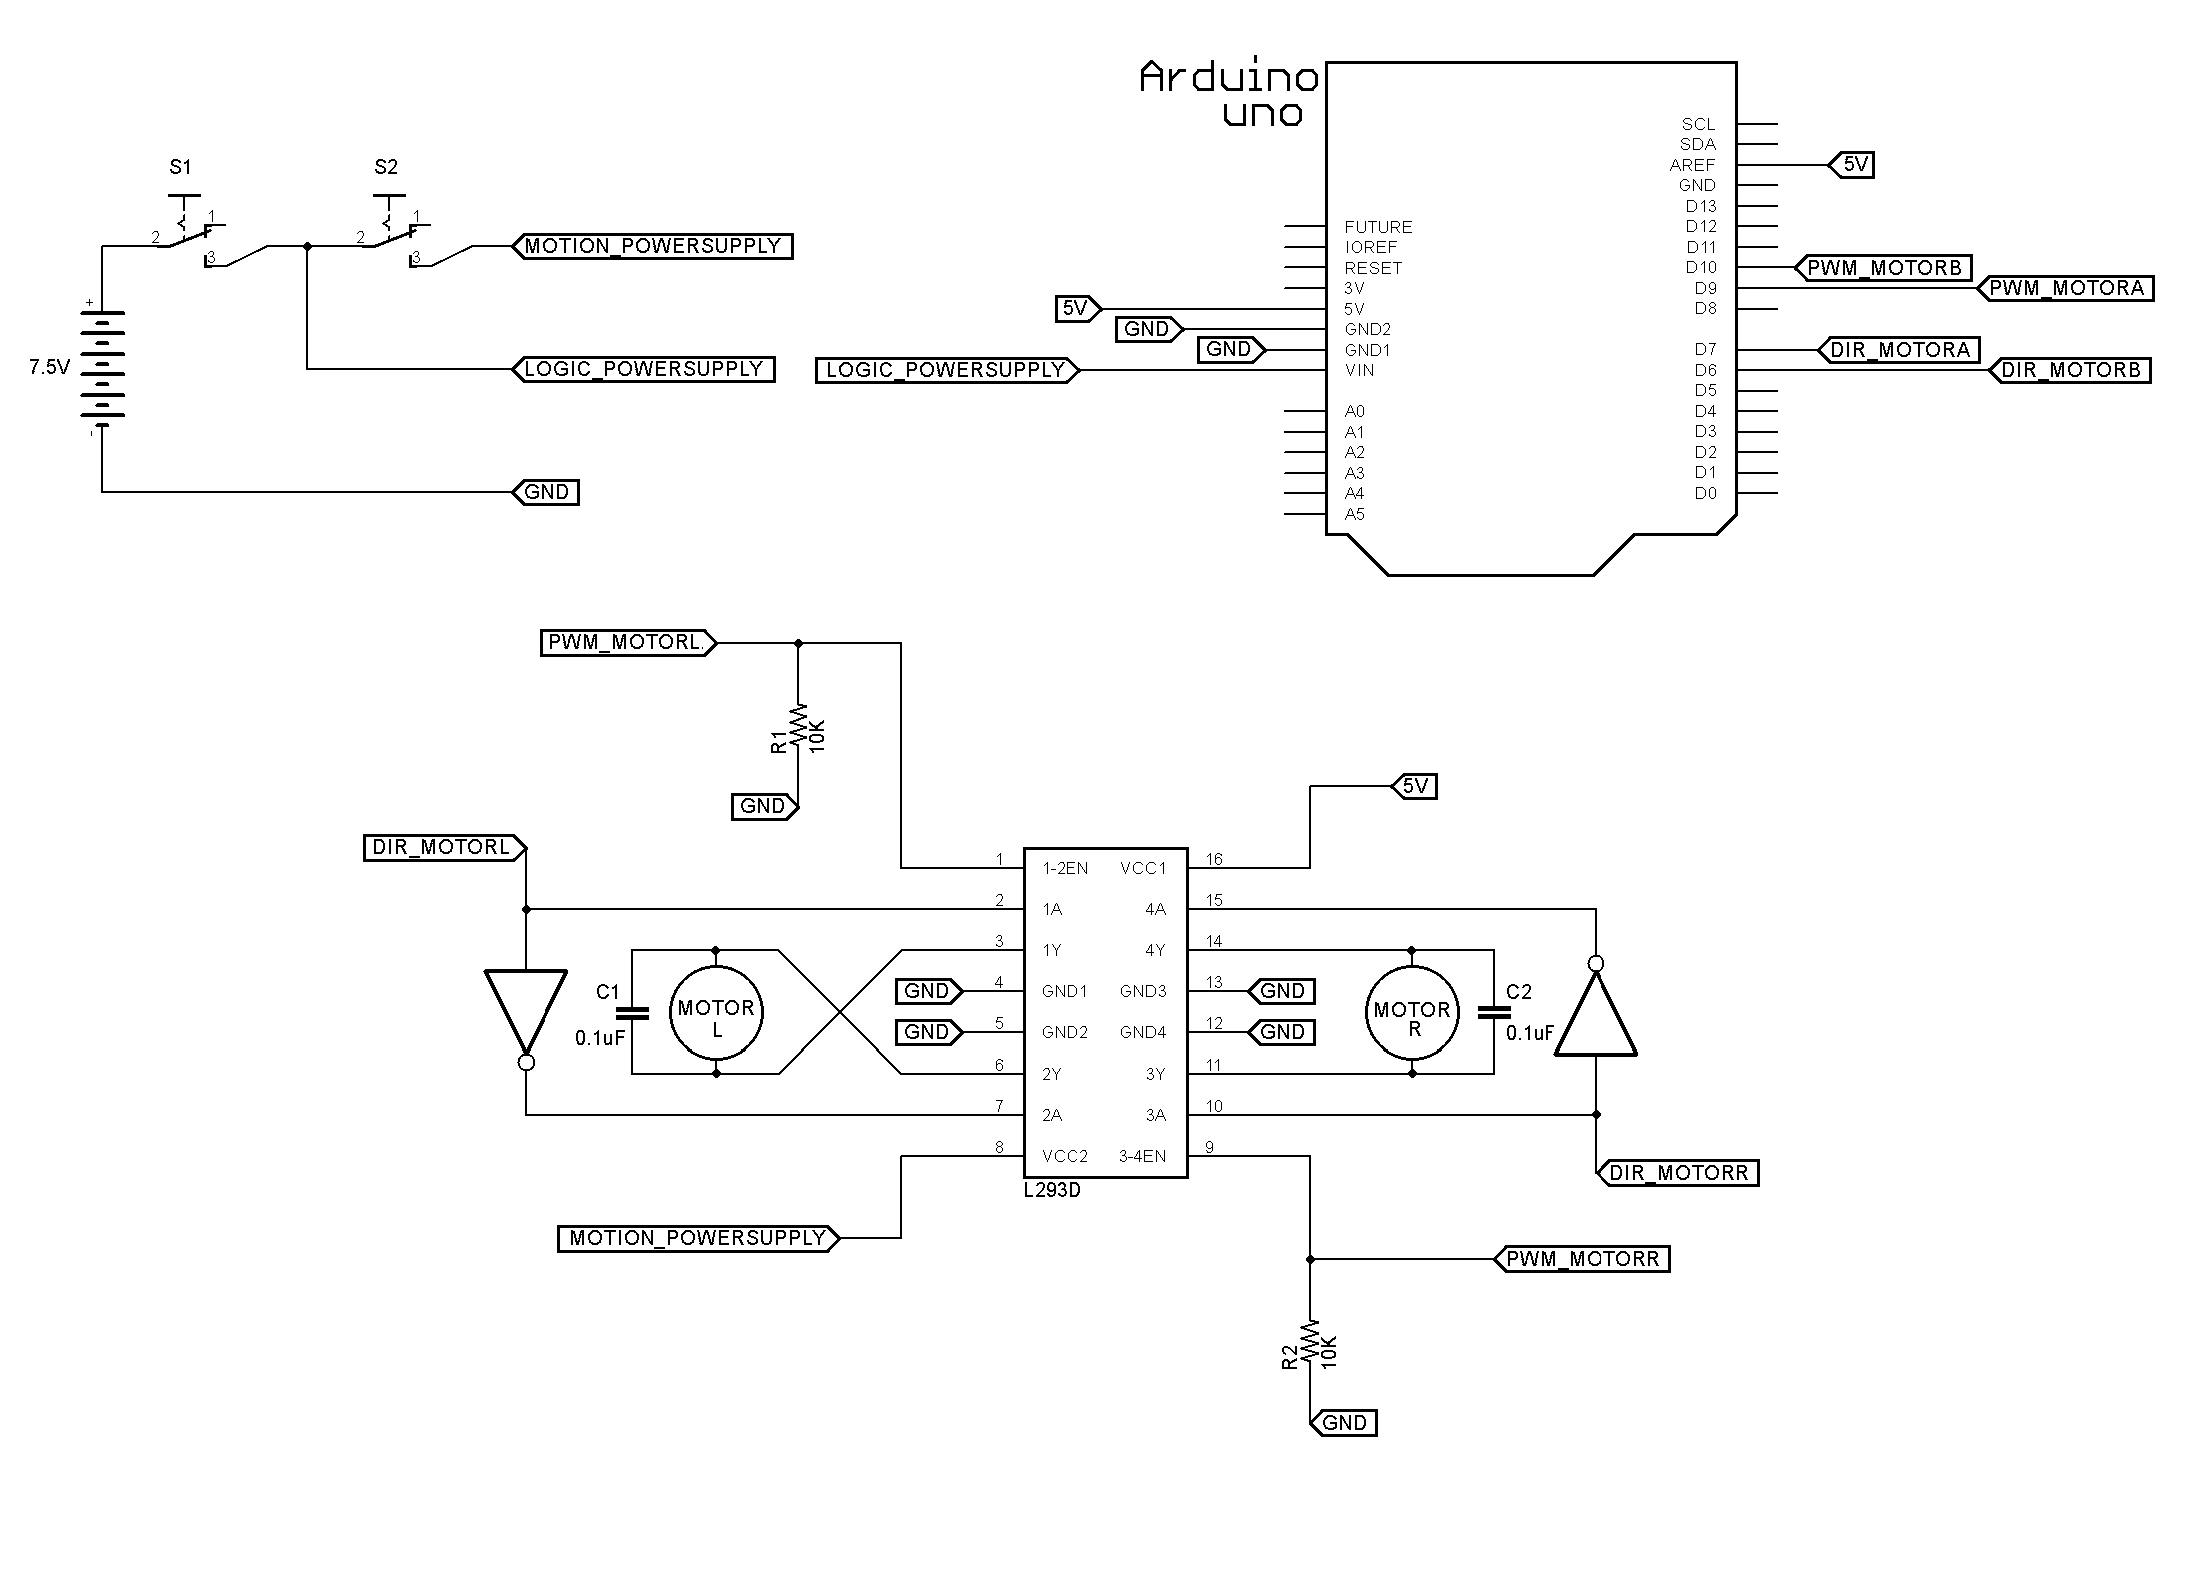 Arduino
uno
S1
S2
1
2
3
1
2
3
MOTION_POWERSUPPLY
LOGIC_POWERSUPPLY
+
7.5V
-
GND
SCL
SDA
AREF
5V
GND
D13
D12
D11
D10
PWM_MOTORB
D9
PWM_MOTORA
D8
D7
DIR_MOTORA
D6
DIR_MOTORB
D5
D4
D3
D2
D1
D0
FUTURE
IOREF
RESET
3V
5V
5V
GND
GND2
GND
GND1
LOGIC_POWERSUPPLY
VIN
A0
A1
A2
A3
A4
A5
PWM_MOTORL
R1
10K
GND
DIR_MOTORL
5V
1 1-2EN VCC1 16
2 1A 4A 15
3 1Y 4Y 14
GND 4 GND1 GND3 13 GND
GND 5 GND2 GND4 12 GND
6 2Y 3Y 11
7 2A 3A 10
8 VCC2 3-4EN 9
L293D
C1
0.1uF
MOTOR
L
MOTOR
R
C2
0.1uF
DIR_MOTORR
MOTION_POWERSUPPLY
PWM_MOTORR
R2
10K
GND